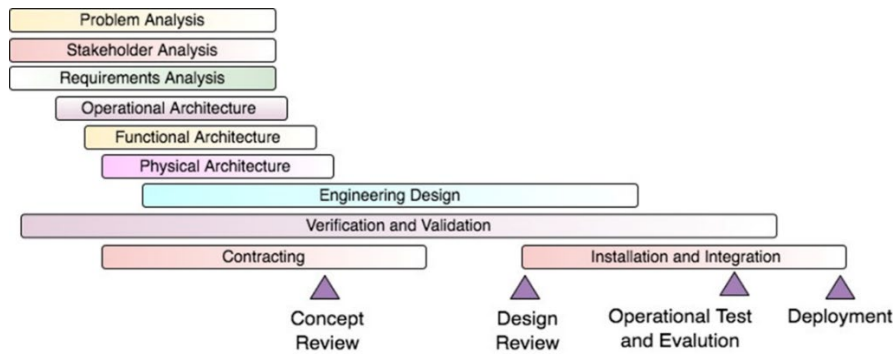 Problem Analysis
Stakeholder Analysis
Requirements Analysis
Operational Architecture
Functional Architecture
Physical Architecture
Engineering Design
Verification and Validation
Contracting
Installation and Integration
Concept
Review
Design
Review
Operational Test
and Evalution
Deployment